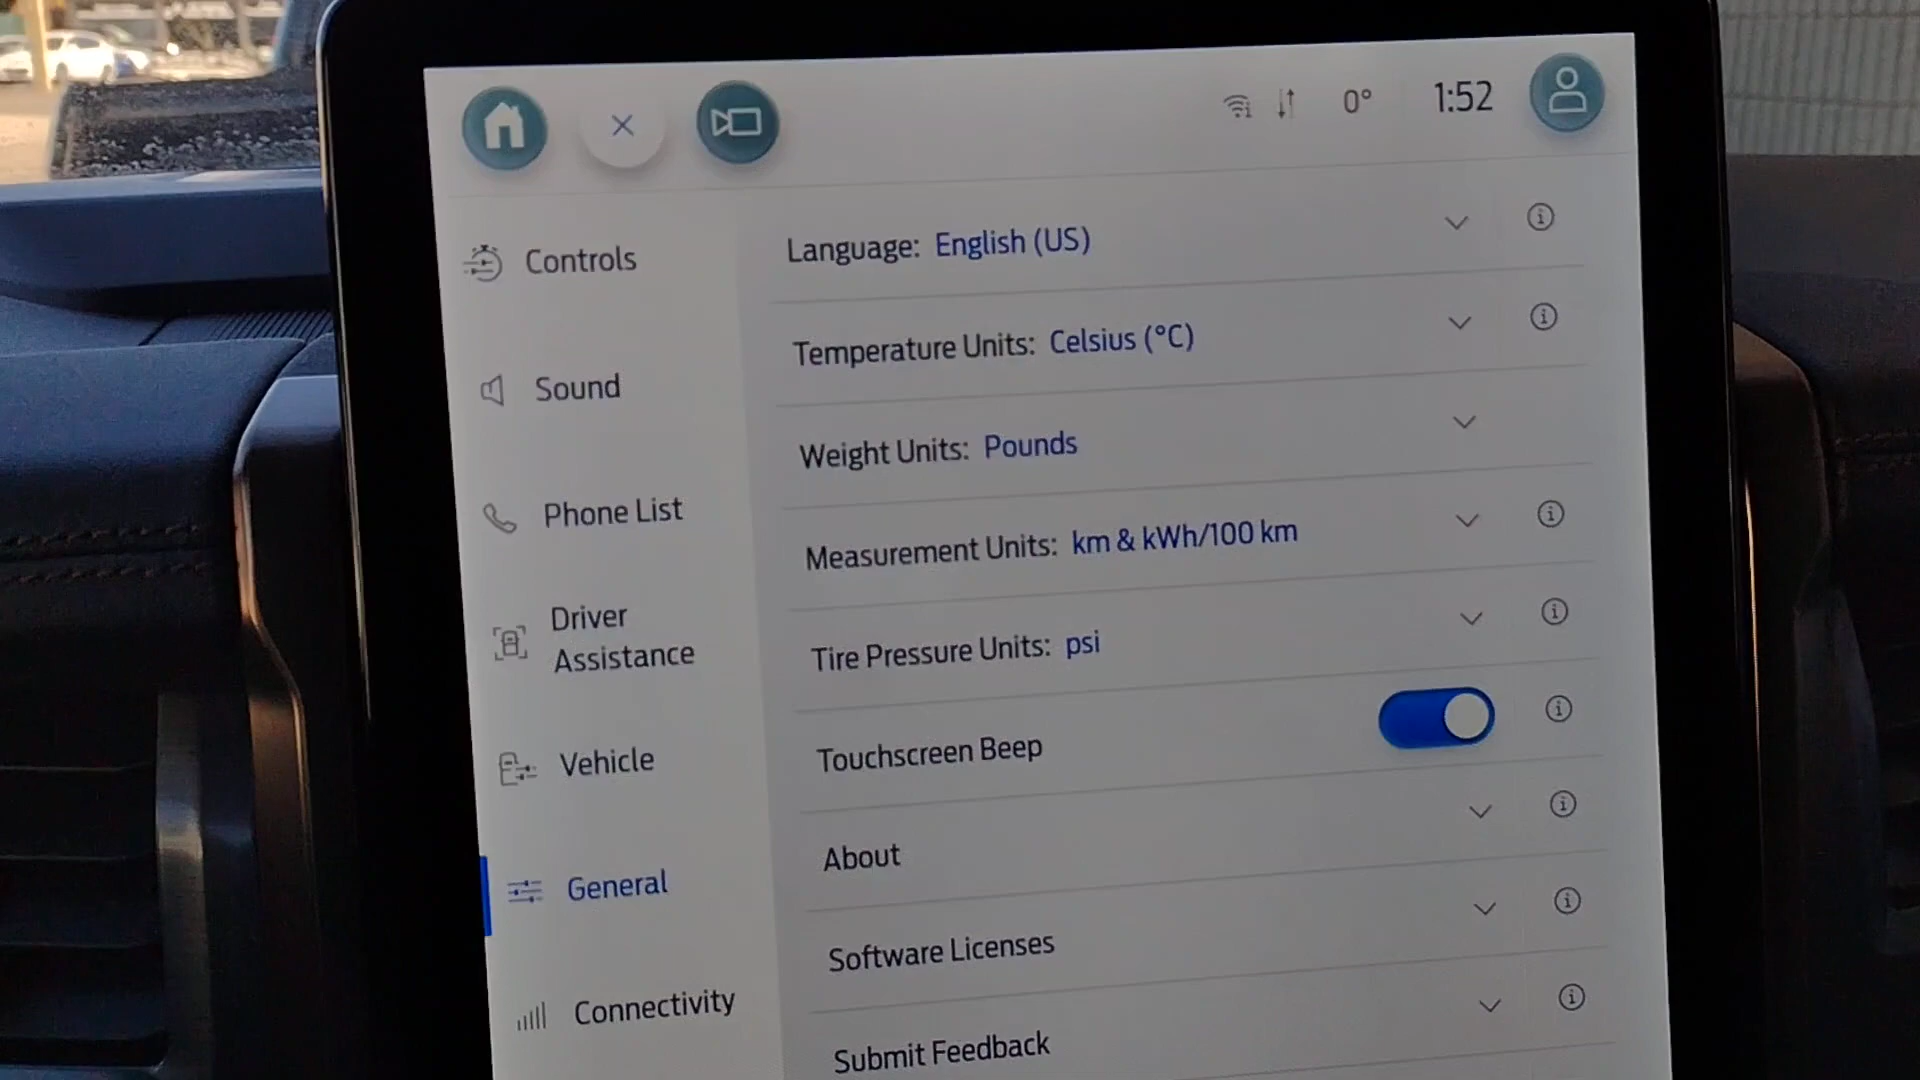 0° 1:52
Controls
Sound
Phone List
Driver
Assistance
Vehicle
General
Connectivity
Language: English (US)
Temperature Units: Celsius (°C)
Weight Units: Pounds
Measurement Units: km & kWh/100 km
Tire Pressure Units: psi
Touchscreen Beep
About
Software Licenses
Submit Feedback